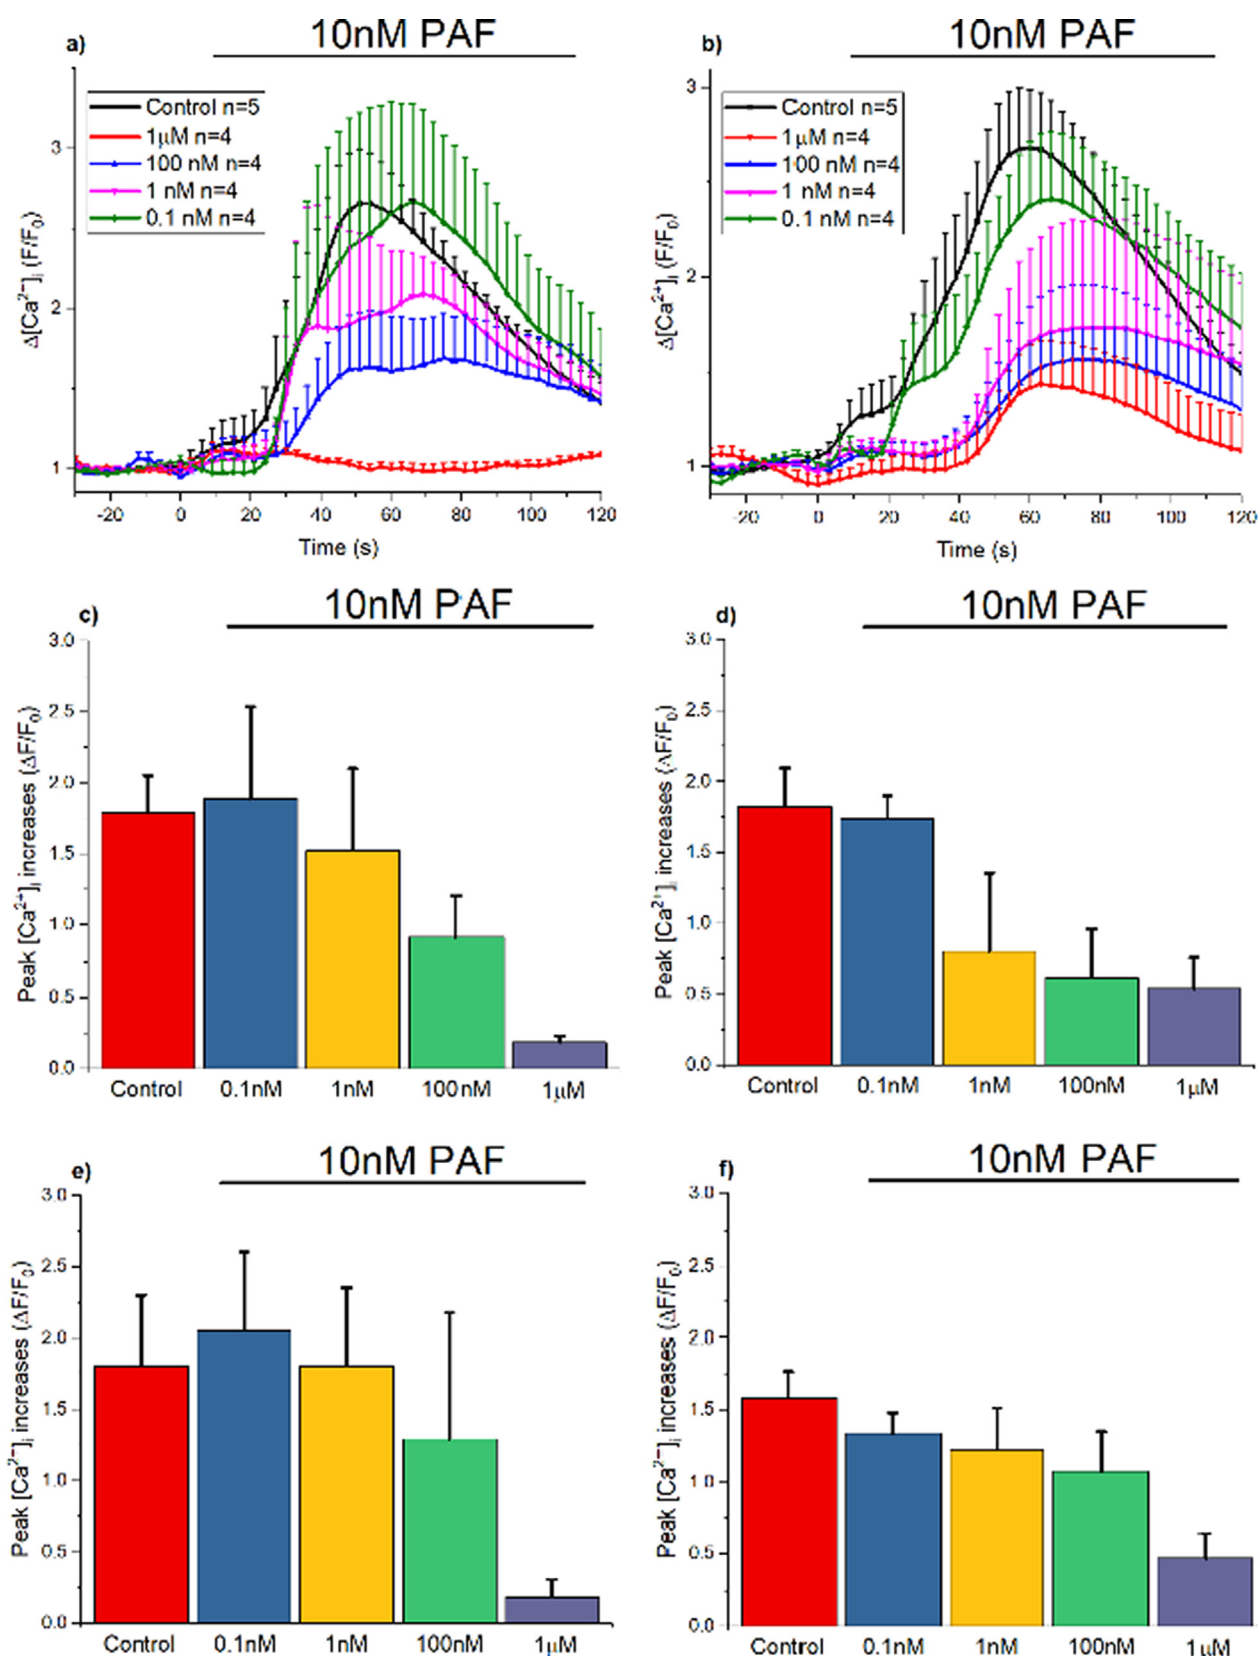 a) 10nM PAF
Control n=5
1μM n=4
100 nM n=4
1 nM n=4
0.1 nM n=4
Δ[Ca²⁺]ᵢ (F/F₀)
3
2
1
-20 0 20 40 60 80 100 120
Time (s)
b) 10nM PAF
Control n=5
1μM n=4
100 nM n=4
1 nM n=4
0.1 nM n=4
Δ[Ca²⁺]ᵢ (F/F₀)
3
2
1
-20 0 20 40 60 80 100 120
Time (s)
c) 10nM PAF
Peak [Ca²⁺]ᵢ increases (ΔF/F₀)
3.0
2.5
2.0
1.5
1.0
0.5
0.0
Control 0.1nM 1nM 100nM 1μM
d) 10nM PAF
Peak [Ca²⁺]ᵢ increases (ΔF/F₀)
3.0
2.5
2.0
1.5
1.0
0.5
0.0
Control 0.1nM 1nM 100nM 1μM
e) 10nM PAF
Peak [Ca²⁺]ᵢ increases (ΔF/F₀)
3.0
2.5
2.0
1.5
1.0
0.5
0.0
Control 0.1nM 1nM 100nM 1μM
f) 10nM PAF
Peak [Ca²⁺]ᵢ increases (ΔF/F₀)
3.0
2.5
2.0
1.5
1.0
0.5
0.0
Control 0.1nM 1nM 100nM 1μM